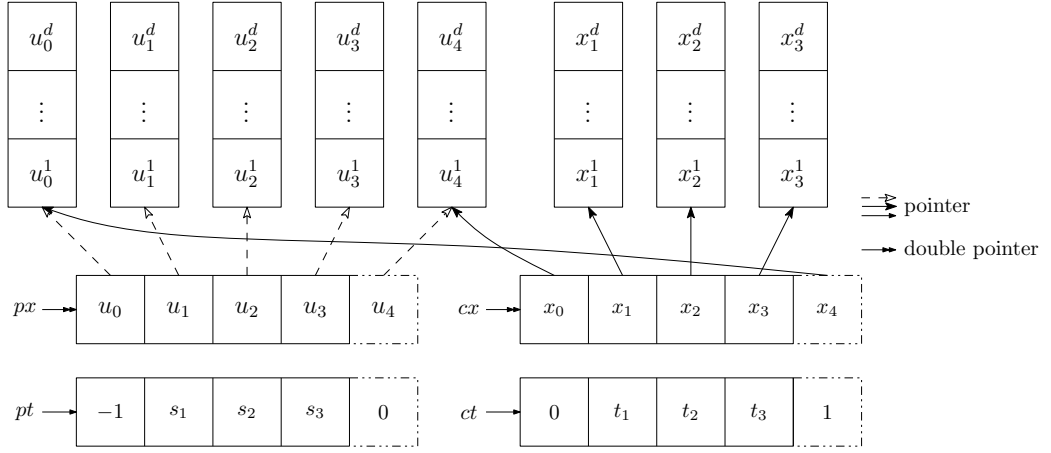 u_0^d u_1^d u_2^d u_3^d u_4^d x_1^d x_2^d x_3^d
⋮ ⋮ ⋮ ⋮ ⋮ ⋮ ⋮ ⋮
u_0^1 u_1^1 u_2^1 u_3^1 u_4^1 x_1^1 x_2^1 x_3^1
pointer
double pointer
px u_0 u_1 u_2 u_3 u_4 cx x_0 x_1 x_2 x_3 x_4
pt −1 s_1 s_2 s_3 0 ct 0 t_1 t_2 t_3 1